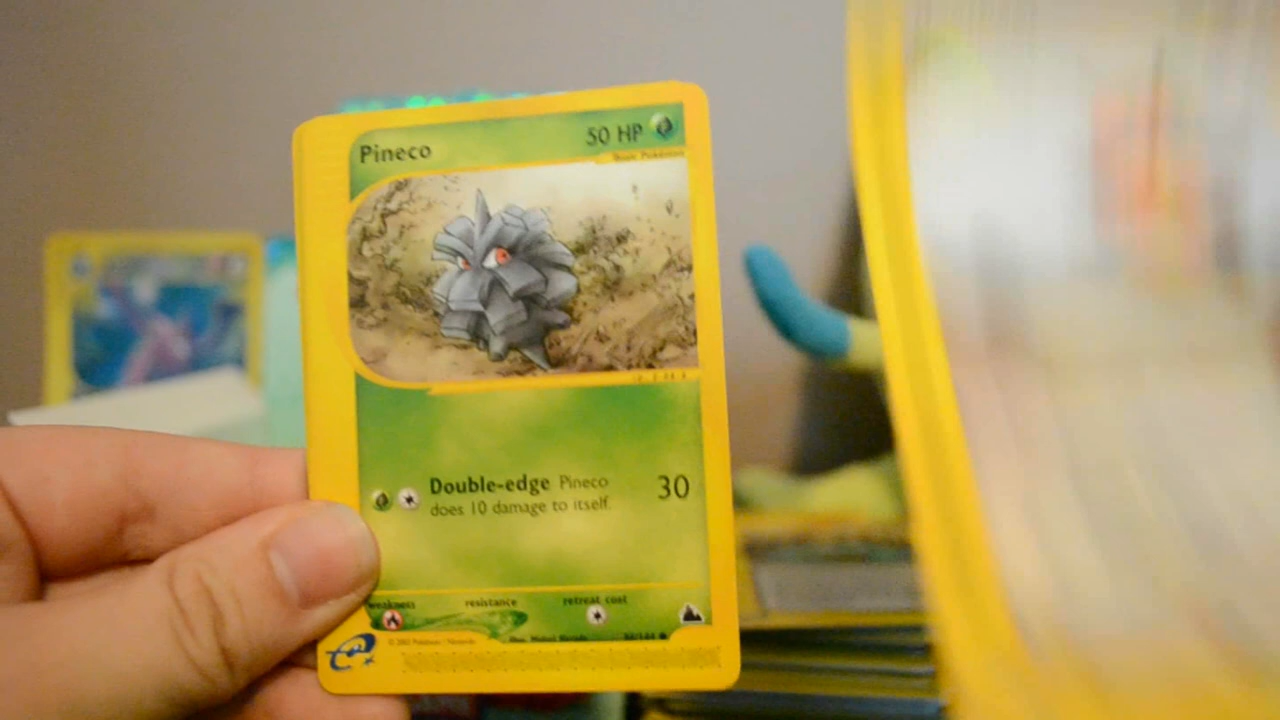 Pineco
50 HP
Basic Pokémon
Double-edge Pineco 30
does 10 damage to itself.
weakness resistance retreat cost